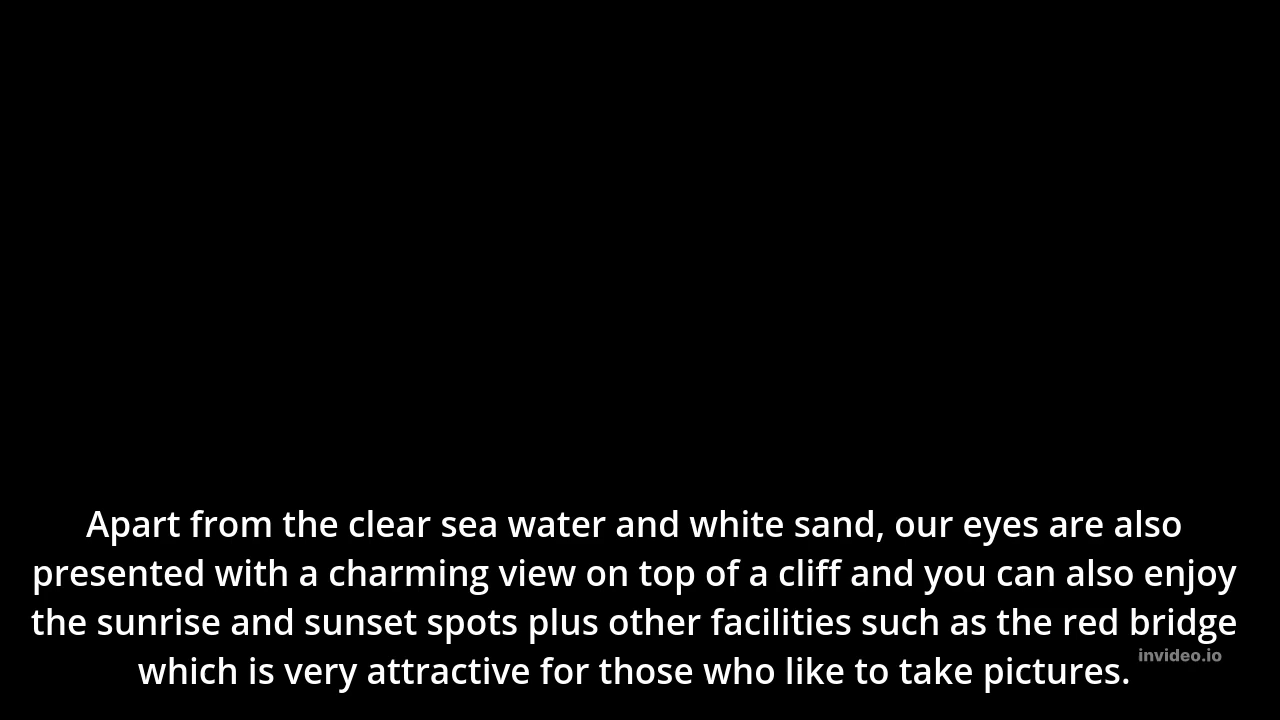 Apart from the clear sea water and white sand, our eyes are also
presented with a charming view on top of a cliff and you can also enjoy
the sunrise and sunset spots plus other facilities such as the red bridge
invideo.io
which is very attractive for those who like to take pictures.